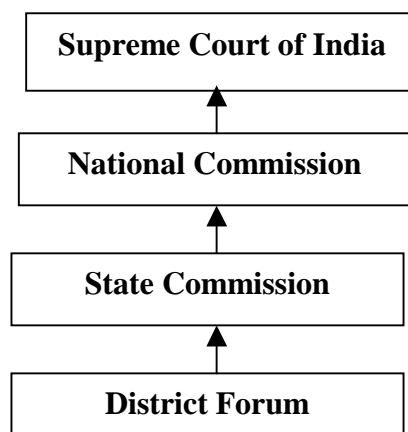 Supreme Court of India
National Commission
State Commission
District Forum